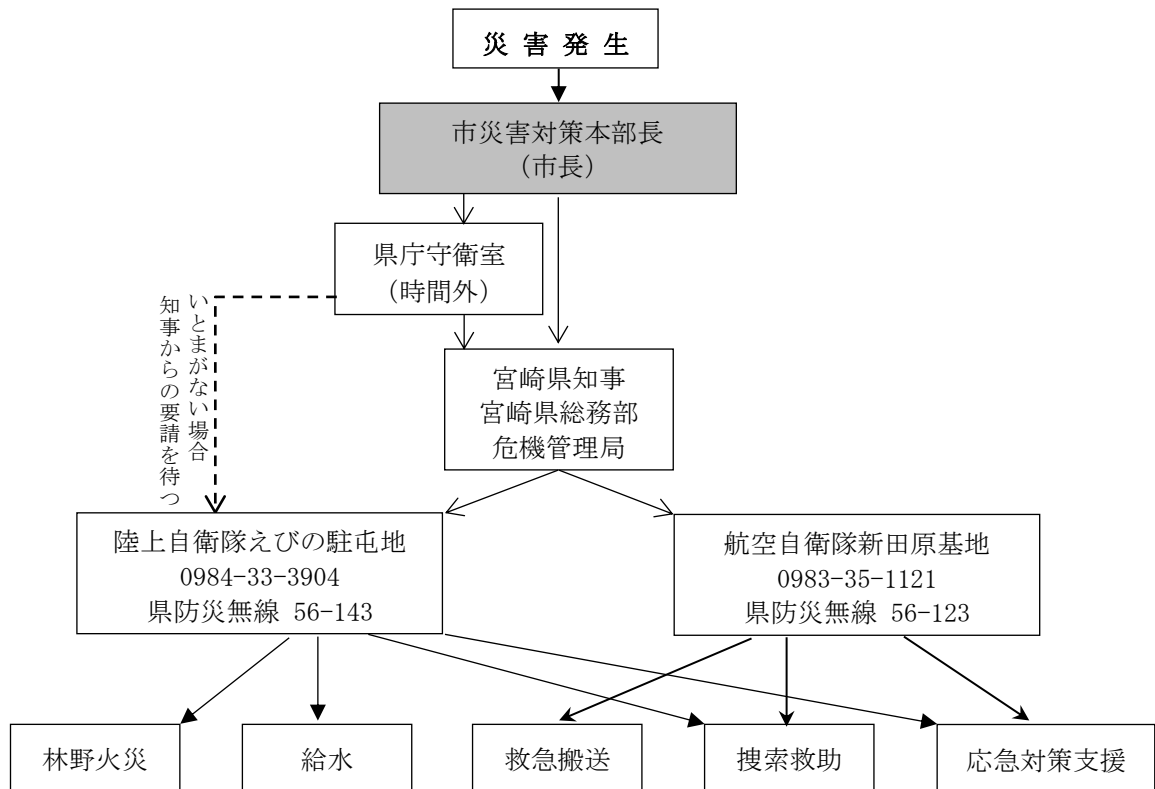 災 害 発 生
市災害対策本部長
（市長）
県庁守衛室
（時間外）
知事からの要請を待つ
いとまがない場合
宮崎県知事
宮崎県総務部
危機管理局
陸上自衛隊えびの駐屯地
0984-33-3904
県防災無線 56-143
航空自衛隊新田原基地
0983-35-1121
県防災無線 56-123
林野火災
給水
救急搬送
捜索救助
応急対策支援